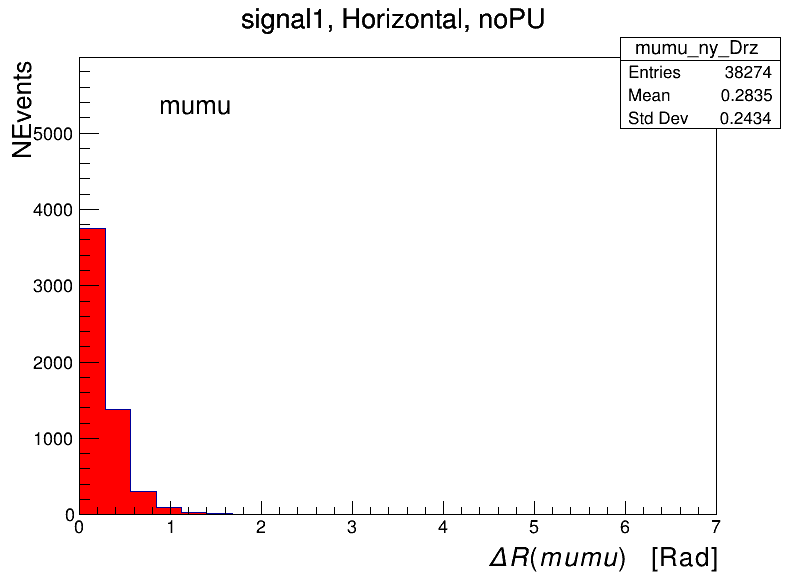 signal1, Horizontal, noPU
mumu_ny_Drz
Entries 38274
Mean 0.2835
Std Dev 0.2434
NEvents
mumu
5000
4000
3000
2000
1000
0
0 1 2 3 4 5 6 7
ΔR(mumu) [Rad]